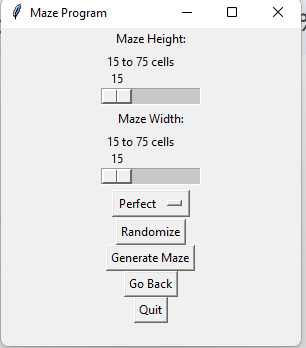 Maze Program
Maze Height:
15 to 75 cells
15
Maze Width:
15 to 75 cells
15
Perfect
Randomize
Generate Maze
Go Back
Quit